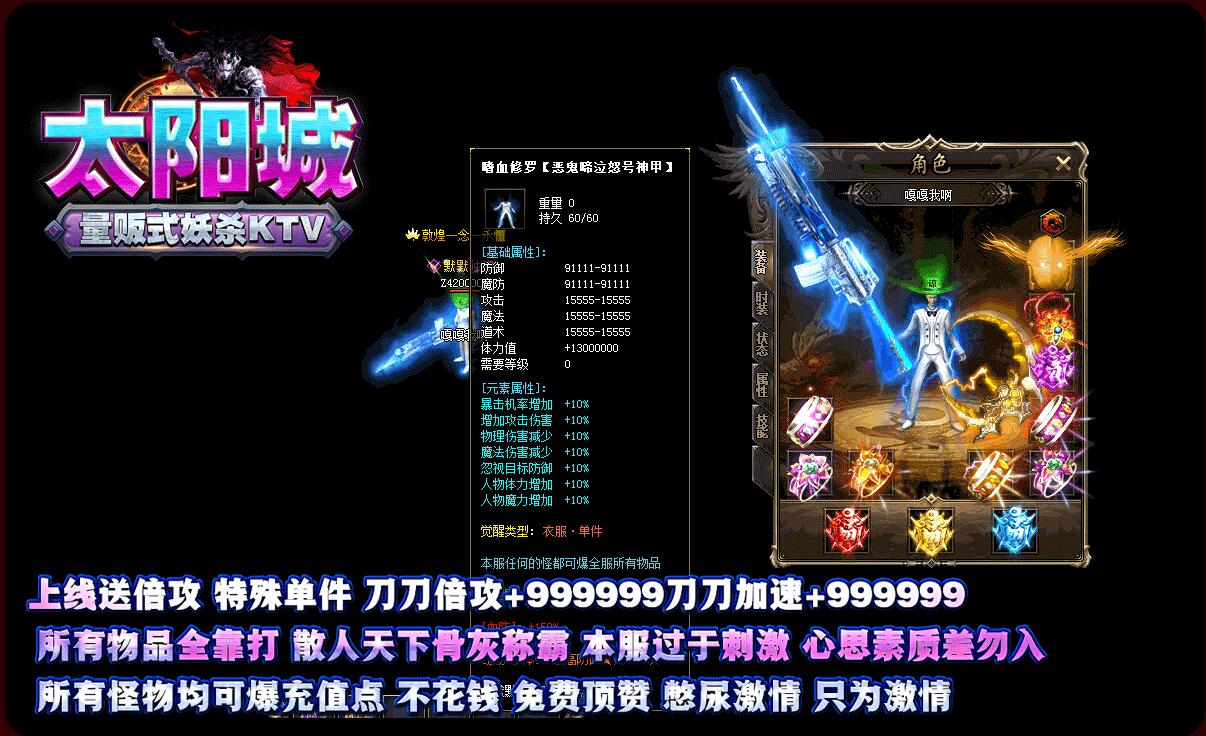 太阳城
量贩式妖杀KTV
嗜血修罗【恶鬼啼泣怒号神甲】
重量 0
持久 60/60
敦煌一念
默默
[基础属性]:
防御 91111-91111
魔防 91111-91111
攻击 15555-15555
魔法 15555-15555
道术 15555-15555
体力值 +13000000
需要等级 0
[元素属性]:
暴击机率增加 +10%
增加攻击伤害 +10%
物理伤害减少 +10%
魔法伤害减少 +10%
忽视目标防御 +10%
人物体力增加 +10%
人物魔力增加 +10%
觉醒类型: 衣服·单件
本服任何的怪都可爆全服所有物品
角色
嘎嘎我啊
装备
时装
状态
属性
技能
上线送倍攻 特殊单件 刀刀倍攻+999999刀刀加速+999999
所有物品全靠打 散人天下骨灰称霸 本服过于刺激 心思素质差勿入
所有怪物均可爆充值点 不花钱 免费顶赞 憋尿激情 只为激情